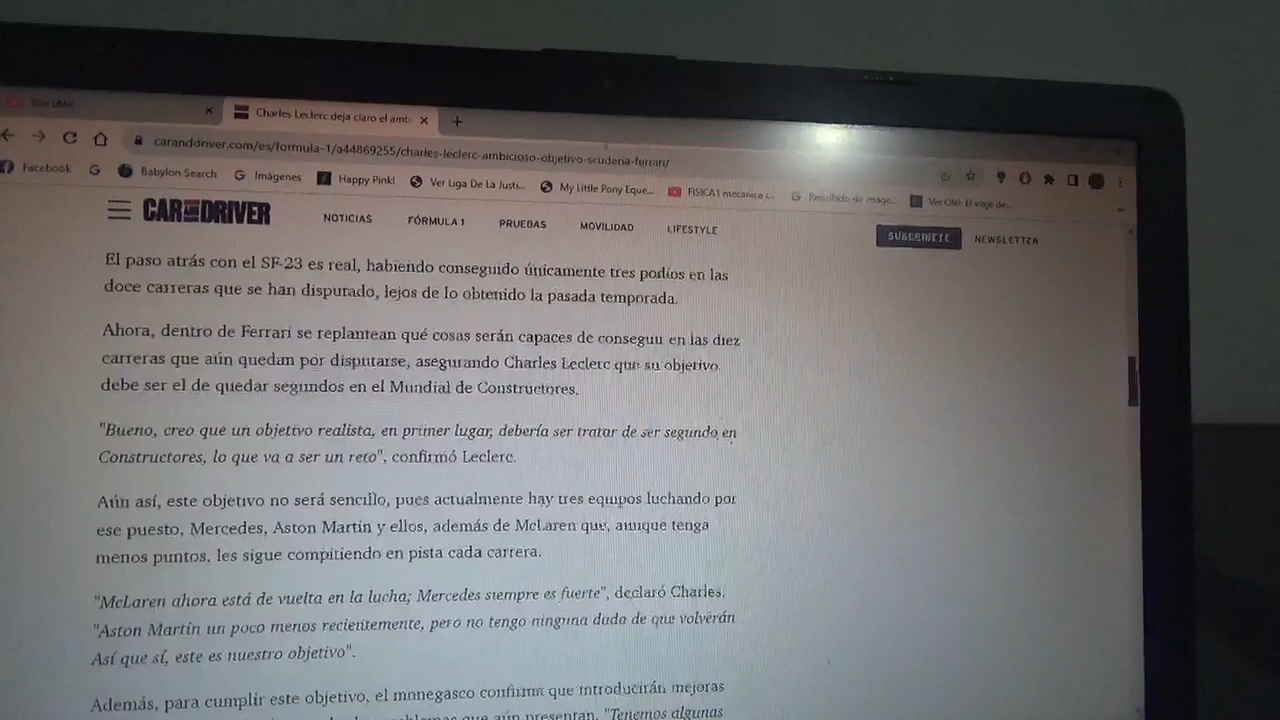 Charles Leclerc deja claro el amb
caranddriver.com/es/formula-1/a44869255/charles-leclerc-ambicioso-objetivo-scuderia-ferrari/
Facebook
Babylon Search
Imágenes
Happy Pink!
Ver Liga De La Justi...
My Little Pony Eque...
FISICA1 mecanica c...
Resultado de image...
CAR AND DRIVER
NOTICIAS
FÓRMULA 1
PRUEBAS
MOVILIDAD
LIFESTYLE
SUSCRÍBETE
NEWSLETTER
El paso atrás con el SF-23 es real, habiendo conseguido únicamente tres podios en las
doce carreras que se han disputado, lejos de lo obtenido la pasada temporada.
Ahora, dentro de Ferrari se replantean qué cosas serán capaces de conseguir en las diez
carreras que aún quedan por disputarse, asegurando Charles Leclerc que su objetivo
debe ser el de quedar segundos en el Mundial de Constructores.
"Bueno, creo que un objetivo realista, en primer lugar, debería ser tratar de ser segundo en
Constructores, lo que va a ser un reto", confirmó Leclerc.
Aún así, este objetivo no será sencillo, pues actualmente hay tres equipos luchando por
ese puesto, Mercedes, Aston Martin y ellos, además de McLaren que, aunque tenga
menos puntos, les sigue compitiendo en pista cada carrera.
"McLaren ahora está de vuelta en la lucha; Mercedes siempre es fuerte", declaró Charles.
"Aston Martin un poco menos recientemente, pero no tengo ninguna duda de que volverán
Así que sí, este es nuestro objetivo".
Además, para cumplir este objetivo, el monegasco confirma que introducirán mejoras
que aún presentan. "Tenemos algunas